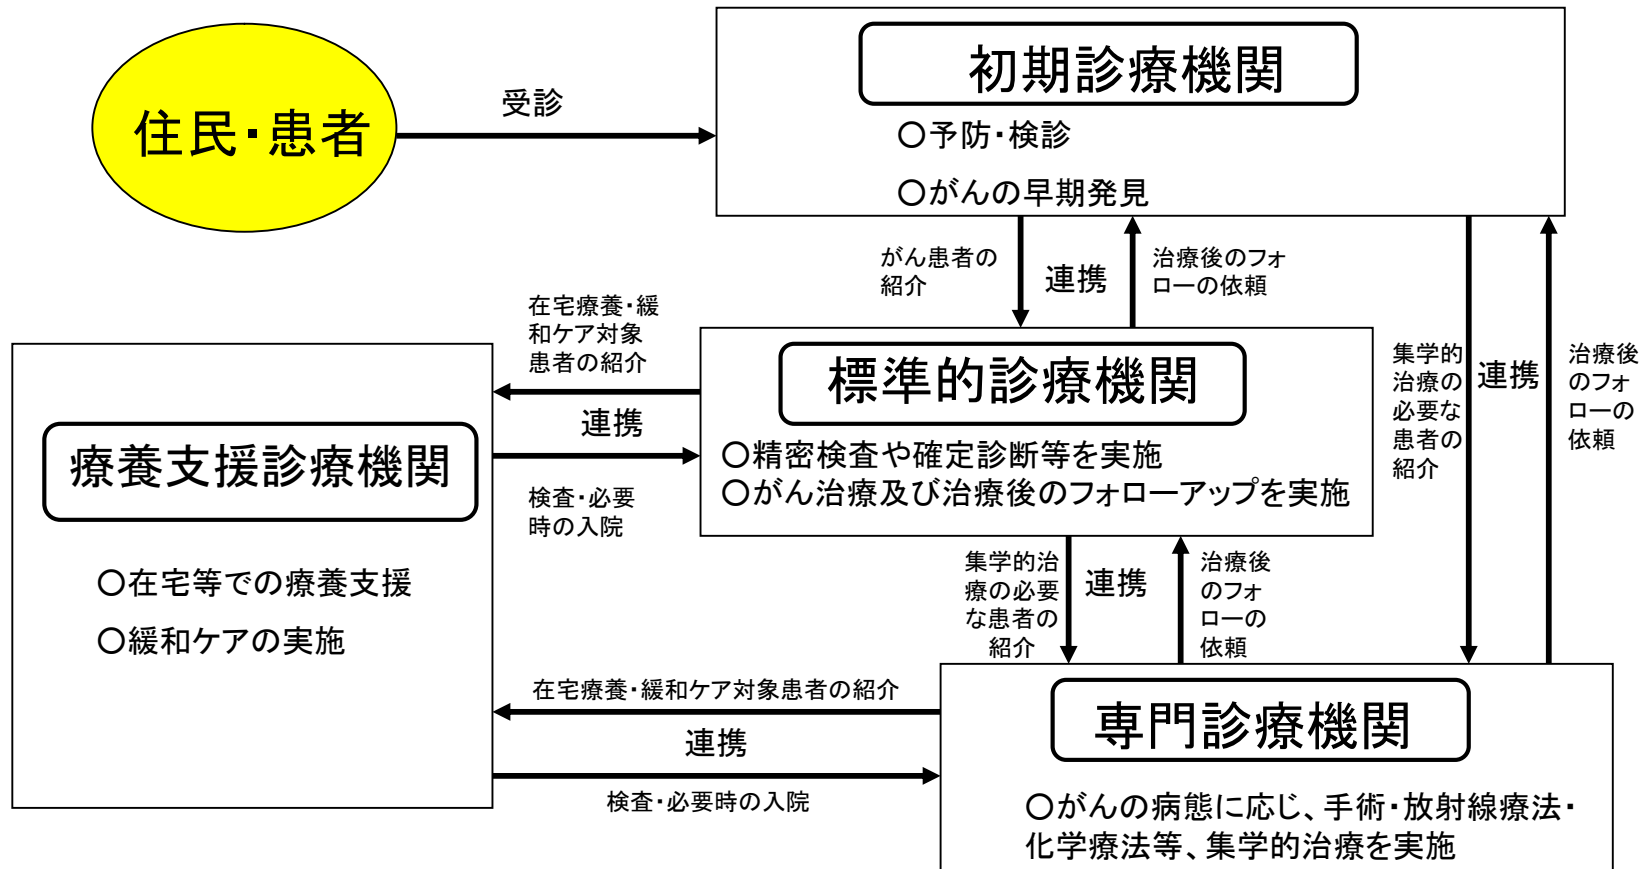 初期診療機関
住民・患者
受診
〇予防・検診
〇がんの早期発見
がん患者の
紹介
連携
治療後のフォ
ローの依頼
在宅療養・緩
和ケア対象
患者の紹介
連携
検査・必要
時の入院
標準的診療機関
〇精密検査や確定診断等を実施
〇がん治療及び治療後のフォローアップを実施
集学的
治療の
必要な
患者の
紹介
連携
治療後
のフォ
ローの
依頼
療養支援診療機関
〇在宅等での療養支援
〇緩和ケアの実施
集学的治
療の必要
な患者の
紹介
連携
治療後
のフォ
ローの
依頼
在宅療養・緩和ケア対象患者の紹介
連携
検査・必要時の入院
専門診療機関
〇がんの病態に応じ、手術・放射線療法・
化学療法等、集学的治療を実施